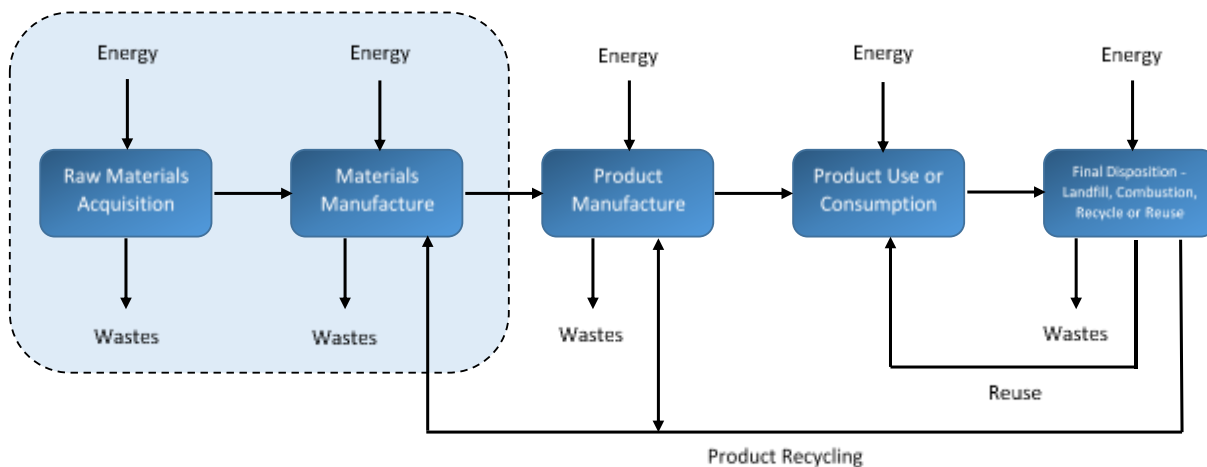 Energy
Energy
Energy
Energy
Energy
Raw Materials
Acquisition
Materials
Manufacture
Product
Manufacture
Product Use or
Consumption
Final Disposition -
Landfill, Combustion,
Recycle or Reuse
Wastes
Wastes
Wastes
Wastes
Reuse
Product Recycling